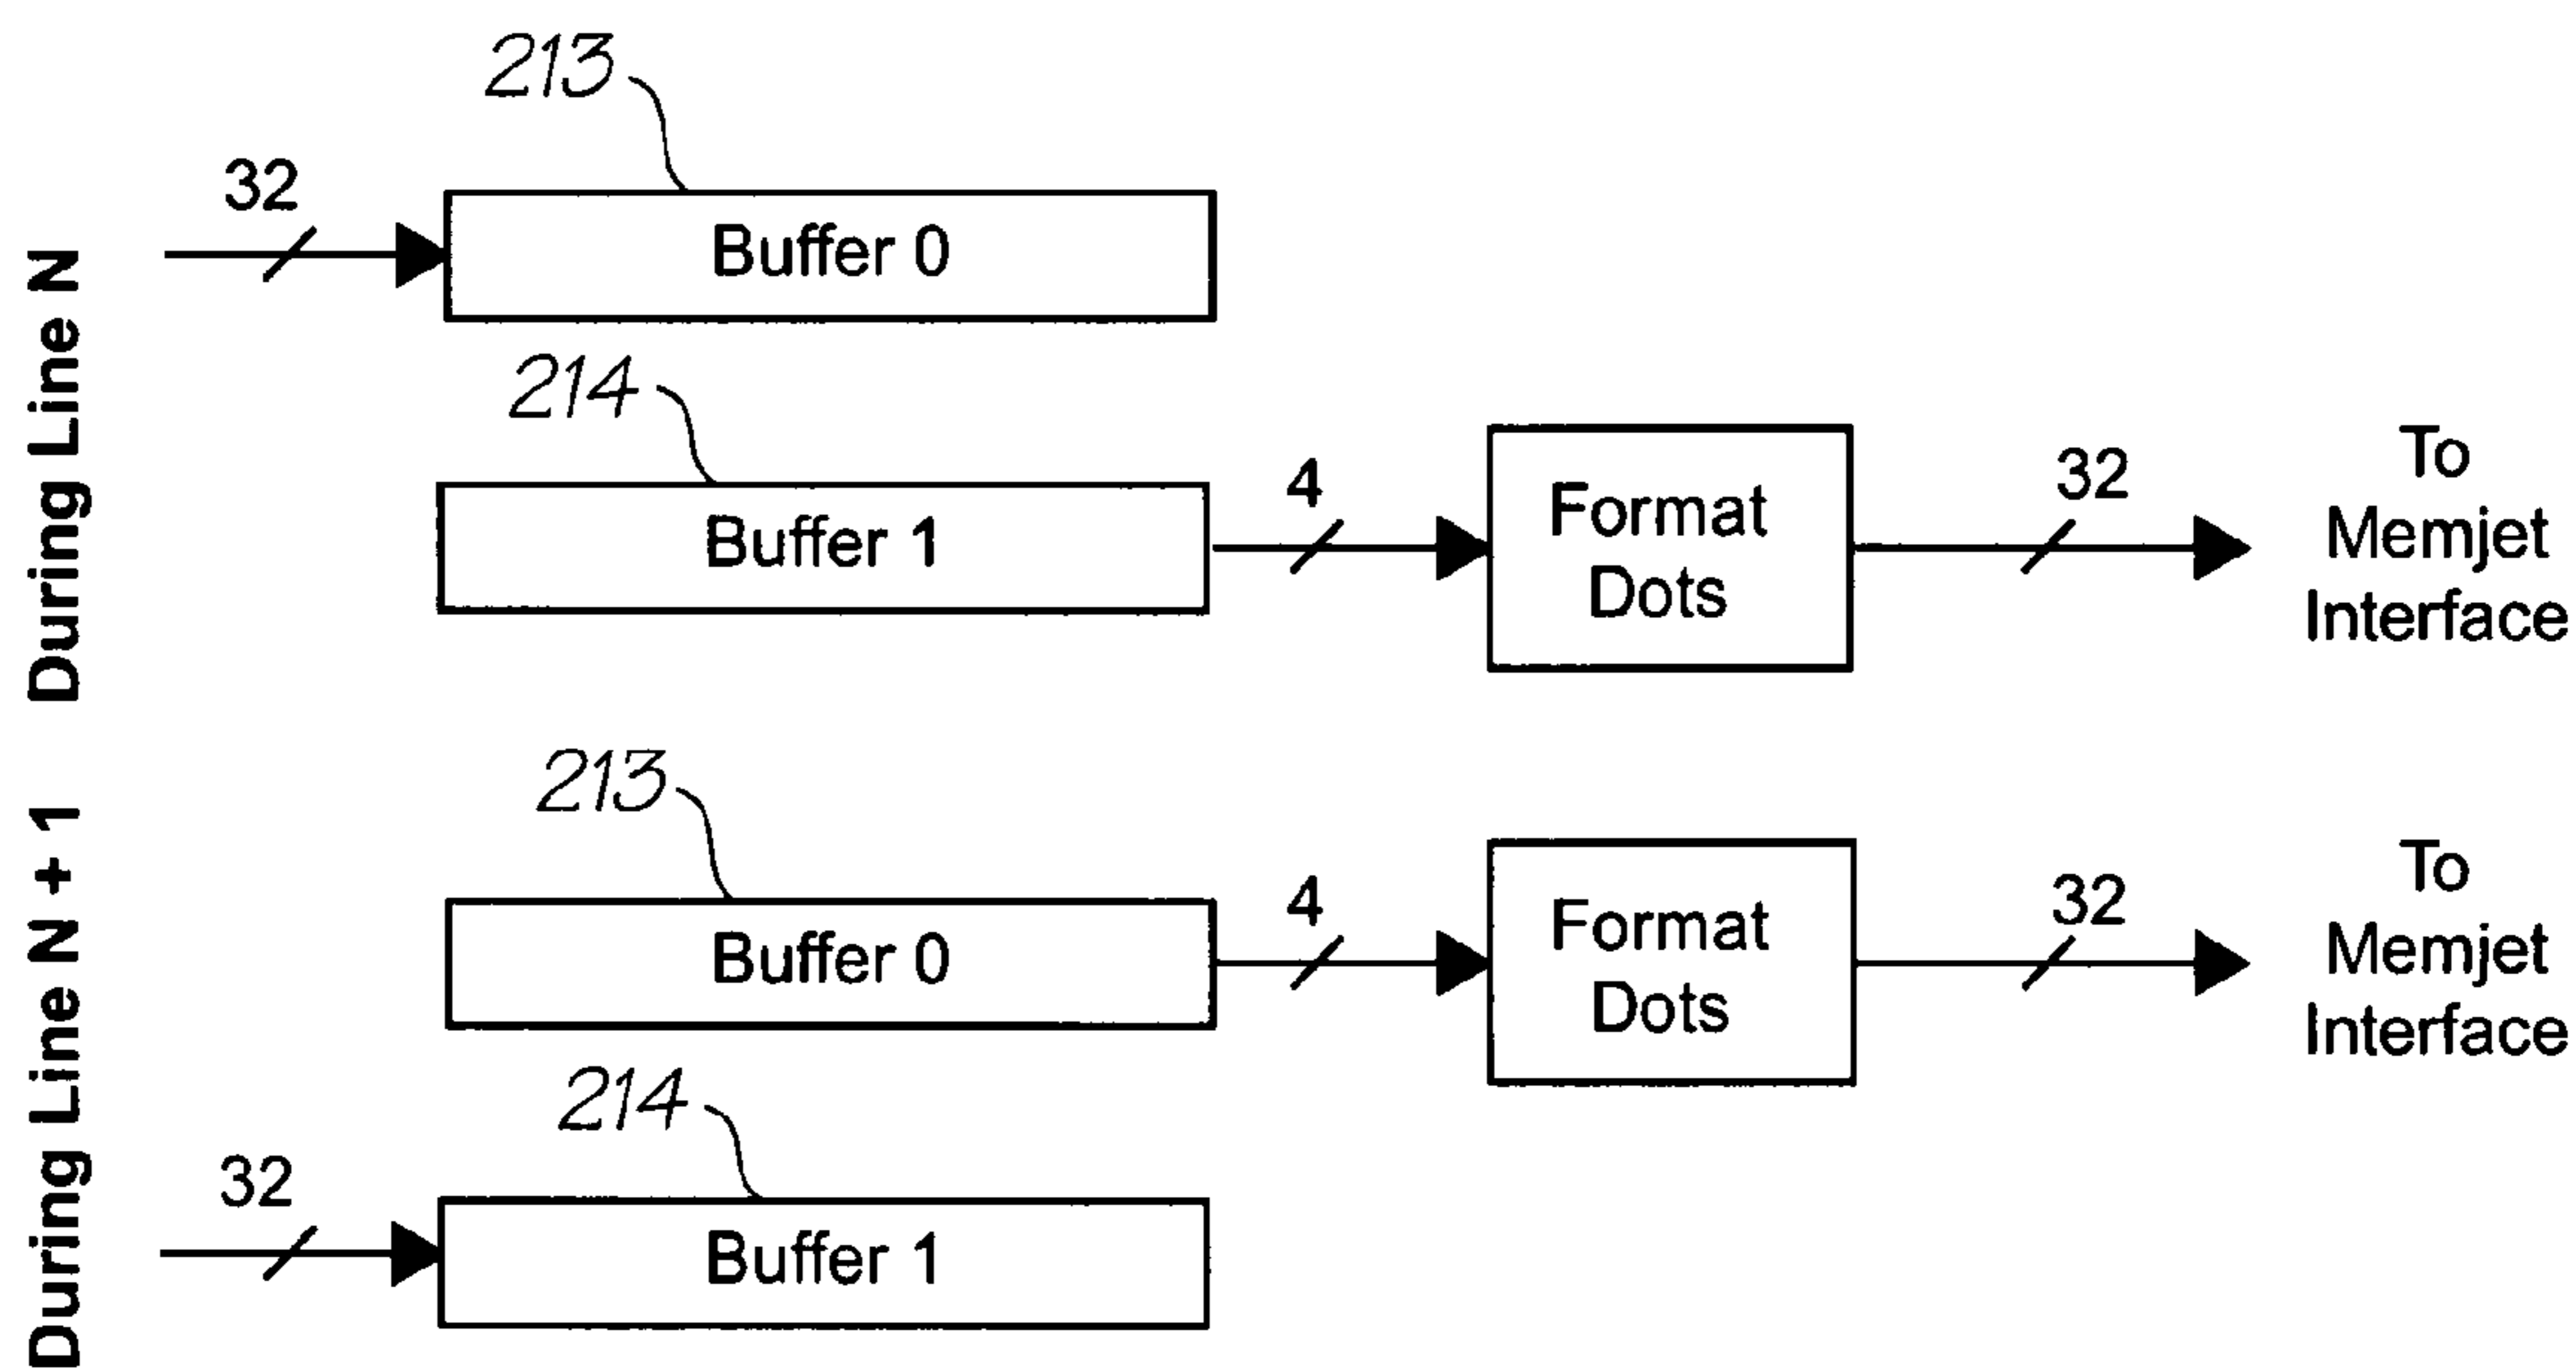 During Line N
213
32
Buffer 0
214
Buffer 1
4
Format
Dots
32
To
Memjet
Interface
During Line N + 1
213
Buffer 0
4
Format
Dots
32
To
Memjet
Interface
214
32
Buffer 1